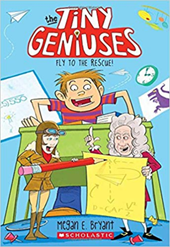 the TINY
GENIUSES
FLY TO THE RESCUE!
MEGAN E. BRYANT
SCHOLASTIC